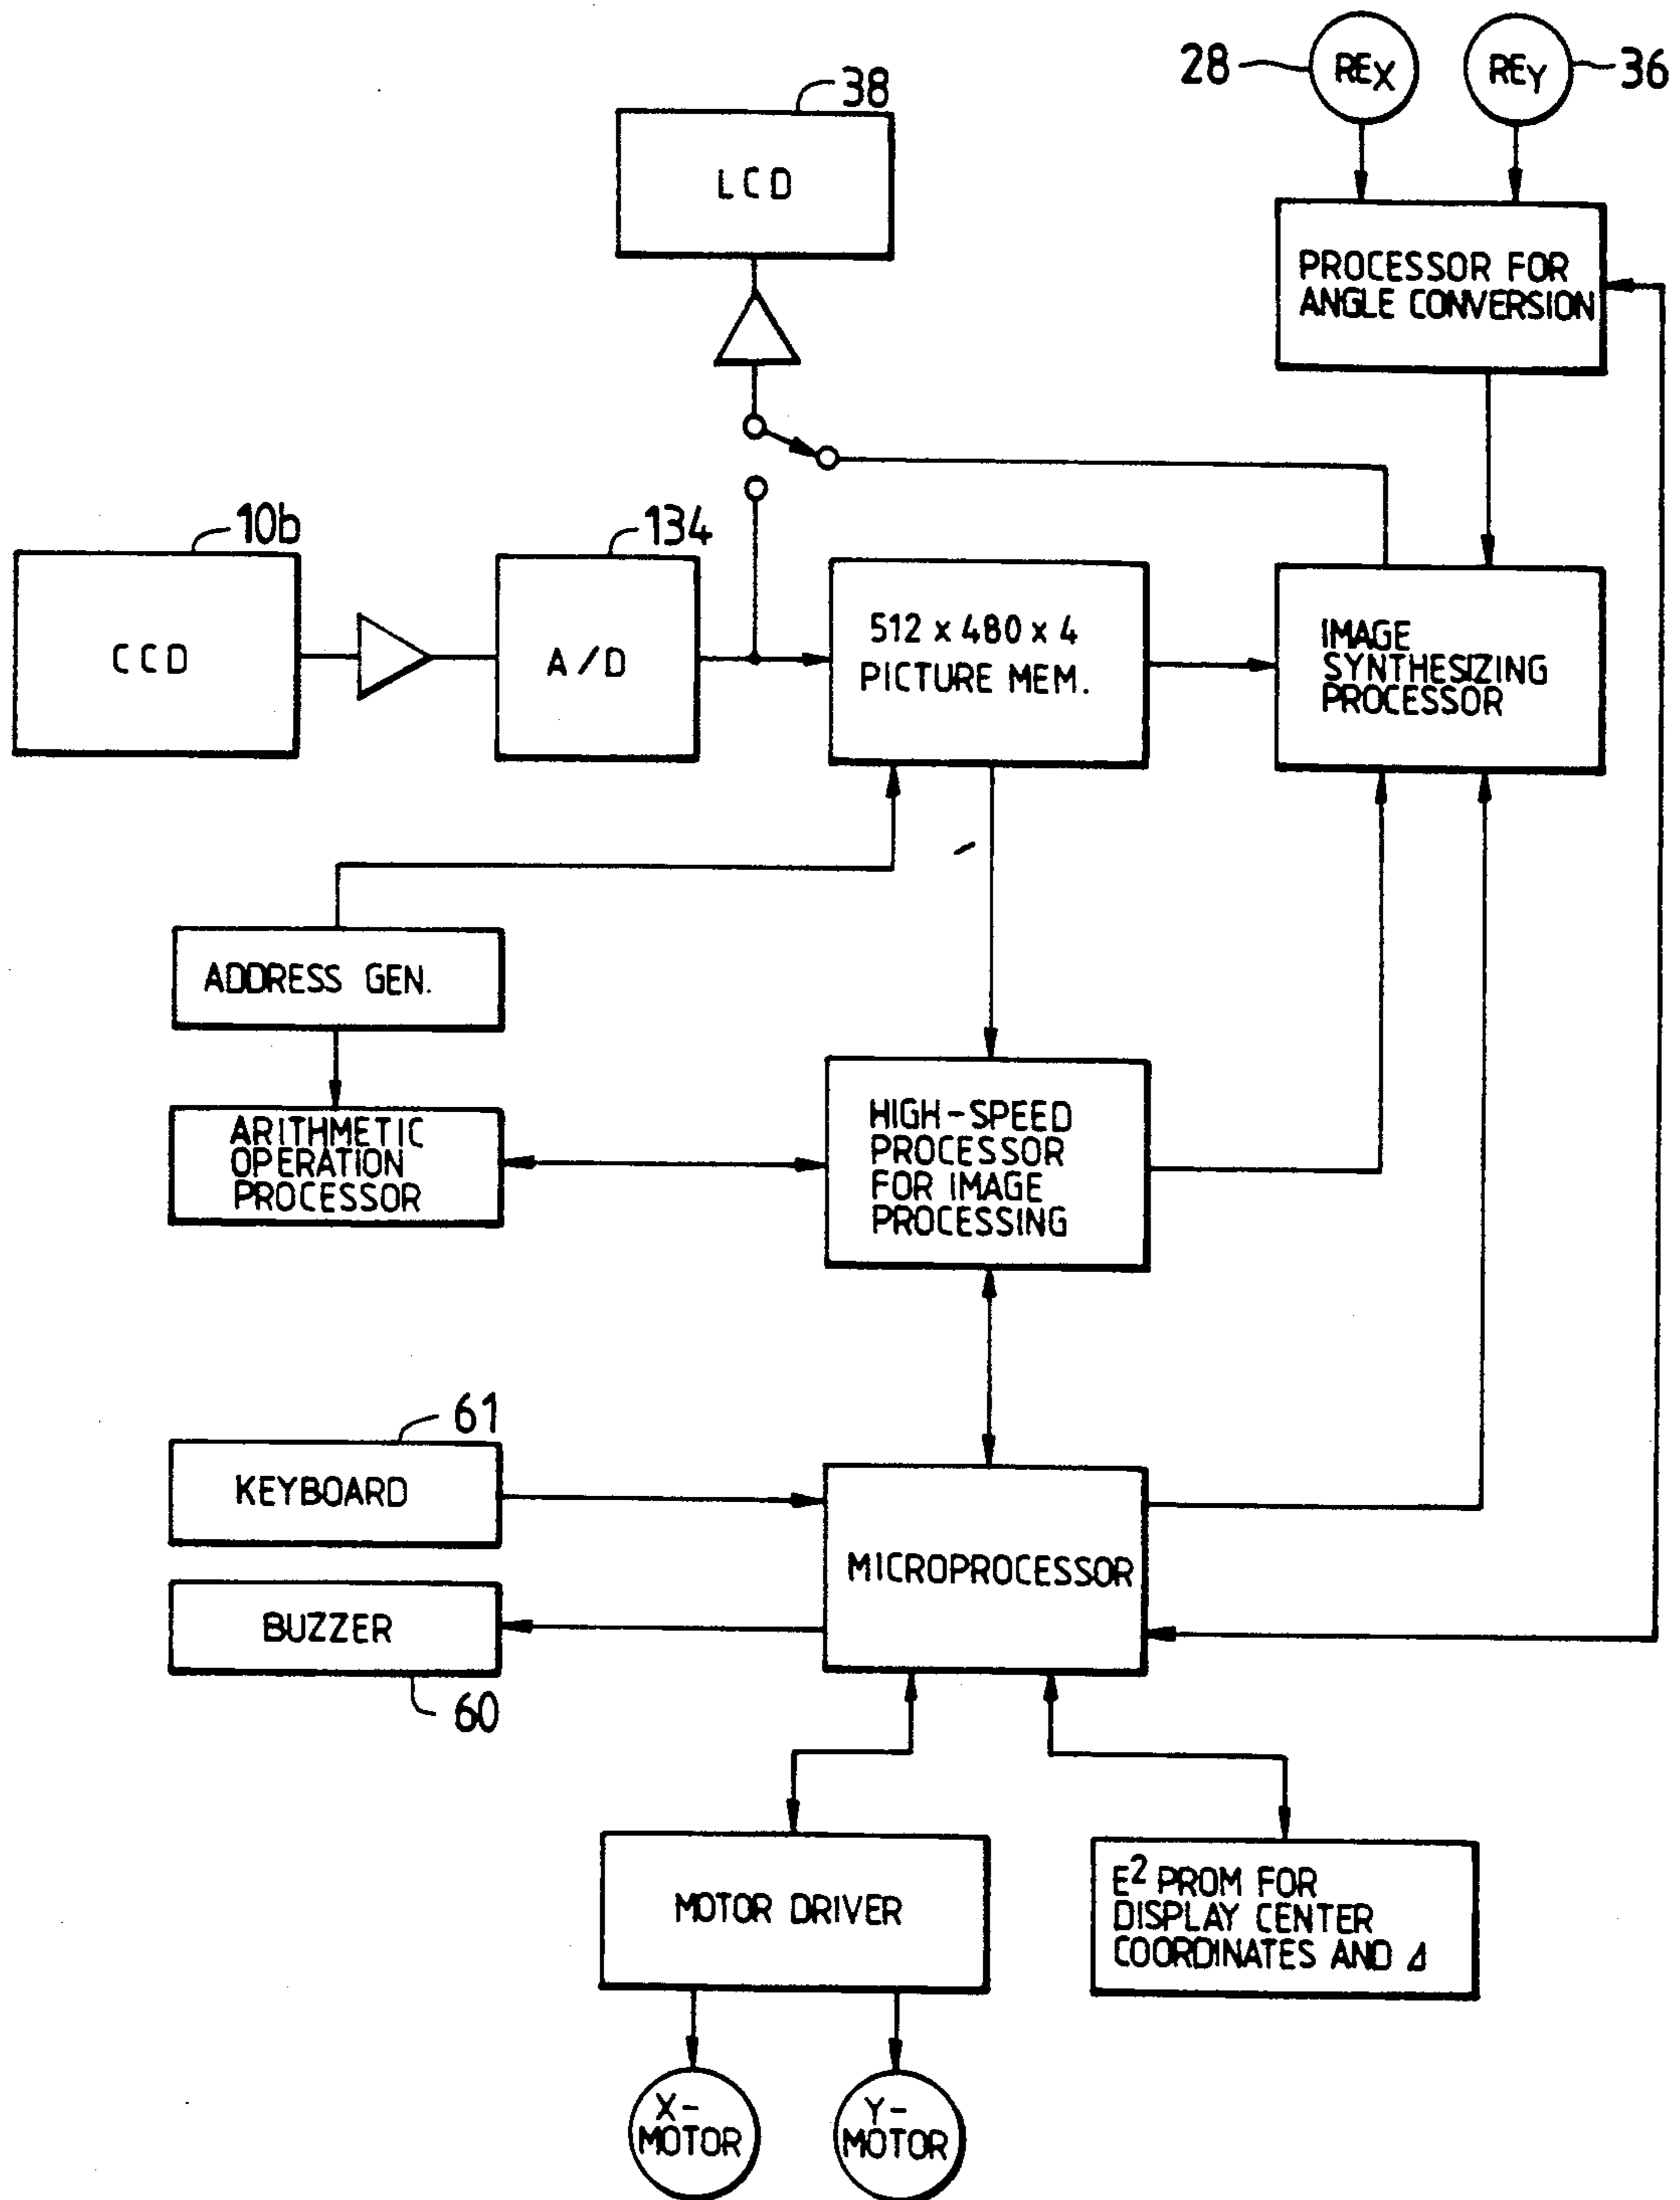 28
REX
REY
36
38
LCD
PROCESSOR FOR
ANGLE CONVERSION
10b
CCD
134
A/D
512 x 480 x 4
PICTURE MEM.
IMAGE
SYNTHESIZING
PROCESSOR
ADDRESS GEN.
ARITHMETIC
OPERATION
PROCESSOR
HIGH-SPEED
PROCESSOR
FOR IMAGE
PROCESSING
61
KEYBOARD
MICROPROCESSOR
BUZZER
60
MOTOR DRIVER
E² PROM FOR
DISPLAY CENTER
COORDINATES AND Δ
X-
MOTOR
Y-
MOTOR